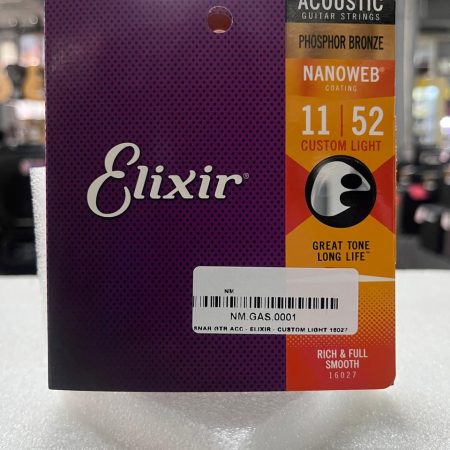 ACOUSTIC
GUITAR STRINGS
PHOSPHOR BRONZE
NANOWEB®
COATING
11 | 52
CUSTOM LIGHT
Elixir®
GREAT TONE
LONG LIFE™
NM
NM.GAS.0001
SNAR GTR ACC - ELIXIR - CUSTOM LIGHT 16027
RICH & FULL
SMOOTH
16027